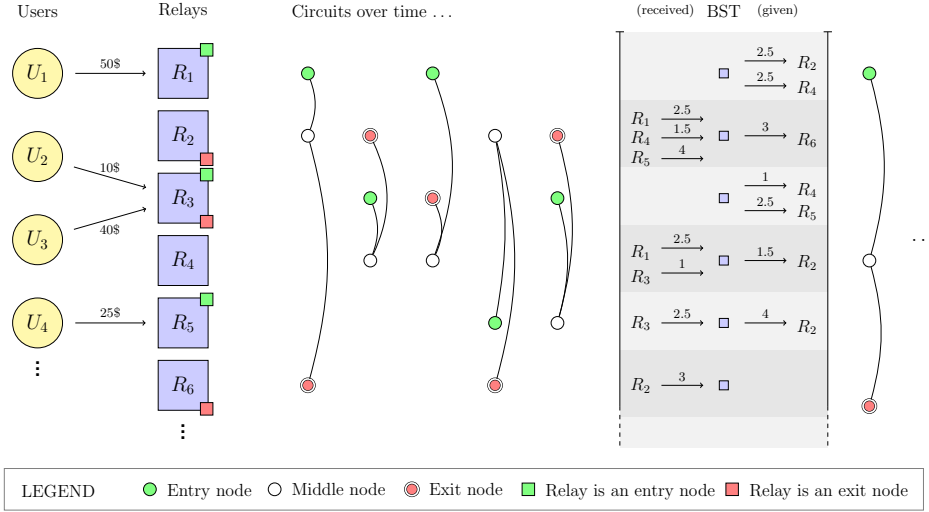 Users Relays Circuits over time … (received) BST (given)
U1 50$ R1
2.5 R2
2.5 R4
R2
U2 10$
R1 2.5
R4 1.5 3 R6
R5 4
U3 40$ R3
1 R4
2.5 R5
R4
R1 2.5 1.5 R2
R3 1
U4 25$ R5
R3 2.5 4 R2
R6
R2 3
LEGEND Entry node Middle node Exit node Relay is an entry node Relay is an exit node